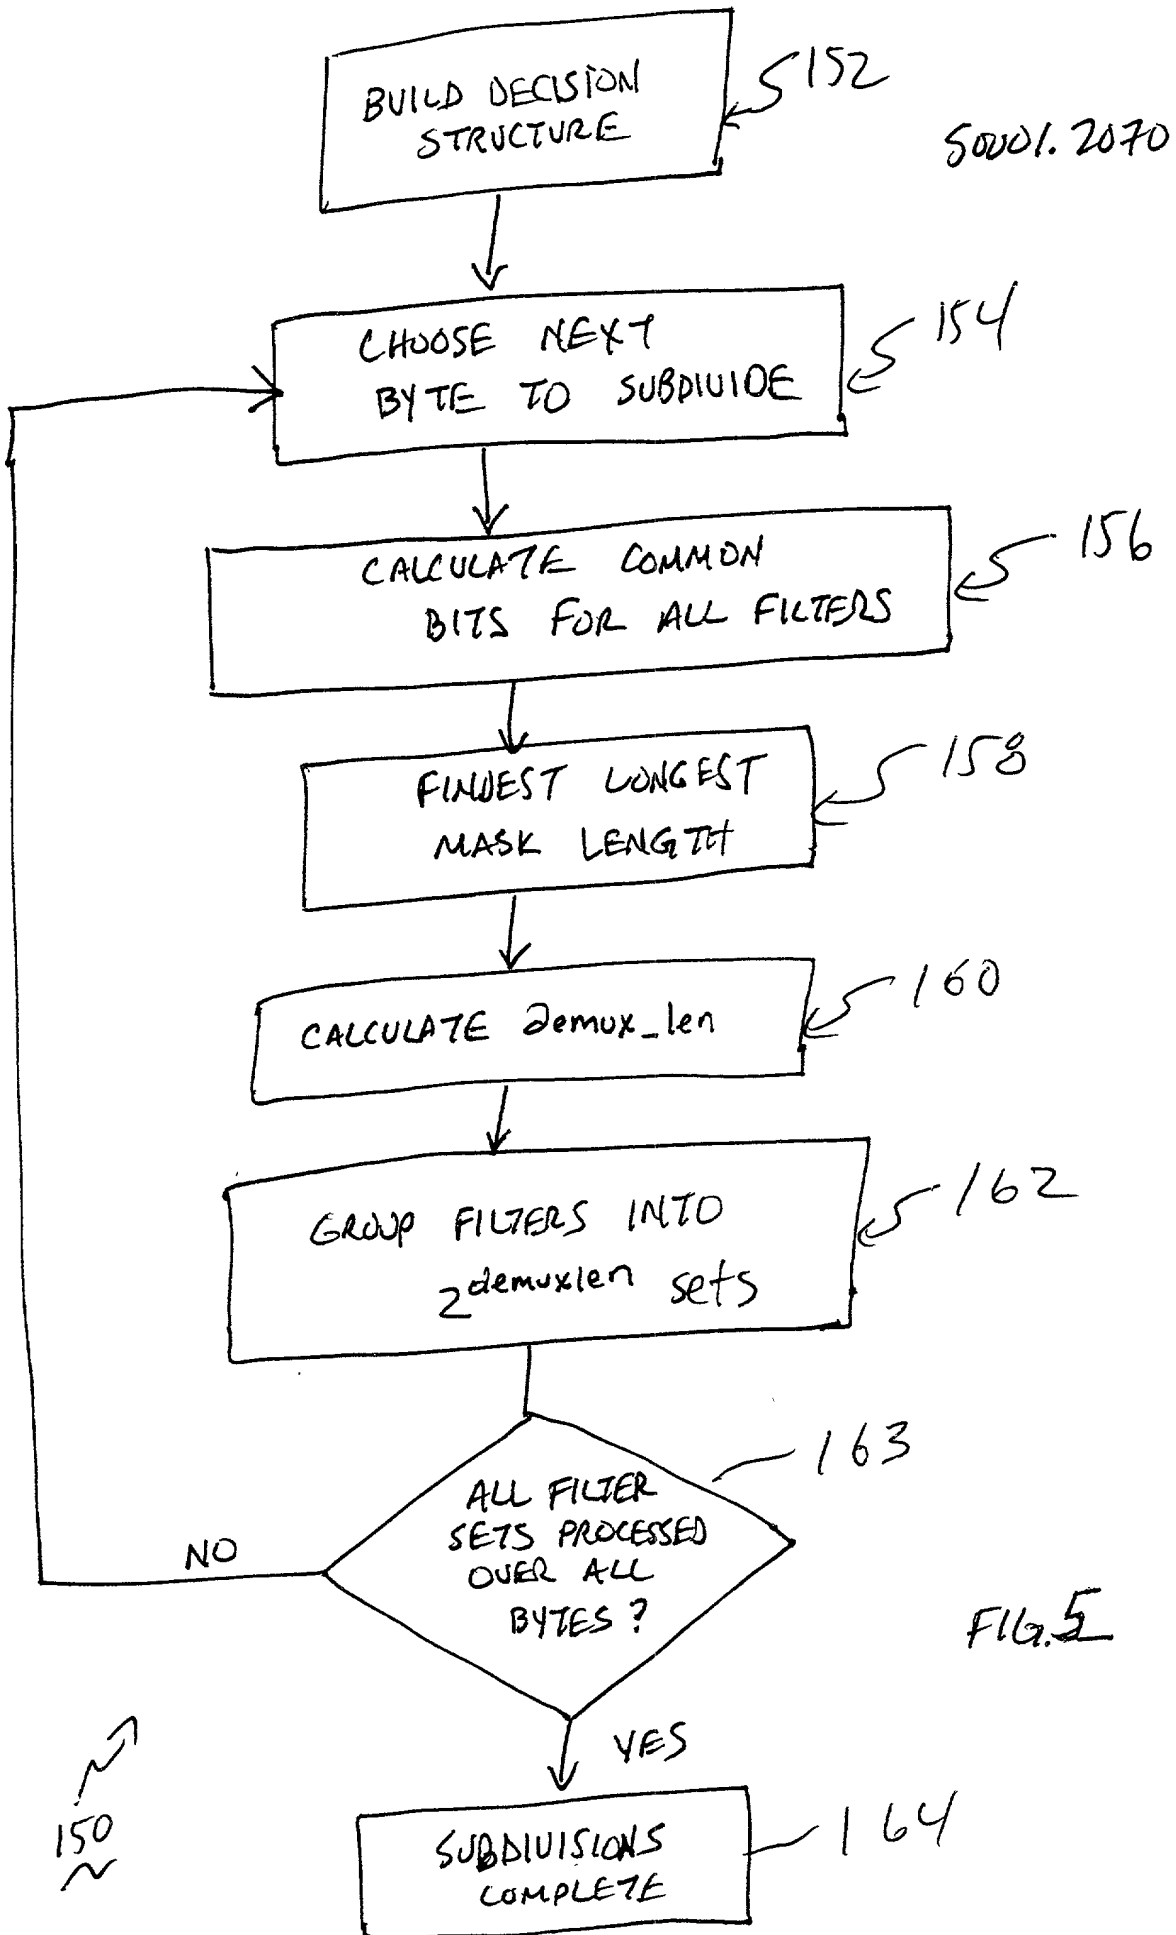 BUILD DECISION
STRUCTURE
152
50001.2070
CHOOSE NEXT
BYTE TO SUBDIVIDE
154
CALCULATE COMMON
BITS FOR ALL FILTERS
156
FINDEST LONGEST
MASK LENGTH
158
CALCULATE demux_len
160
GROUP FILTERS INTO
2^demuxlen sets
162
ALL FILTER
SETS PROCESSED
OVER ALL
BYTES?
163
NO
FIG. 5
YES
150
SUBDIVISIONS
COMPLETE
164